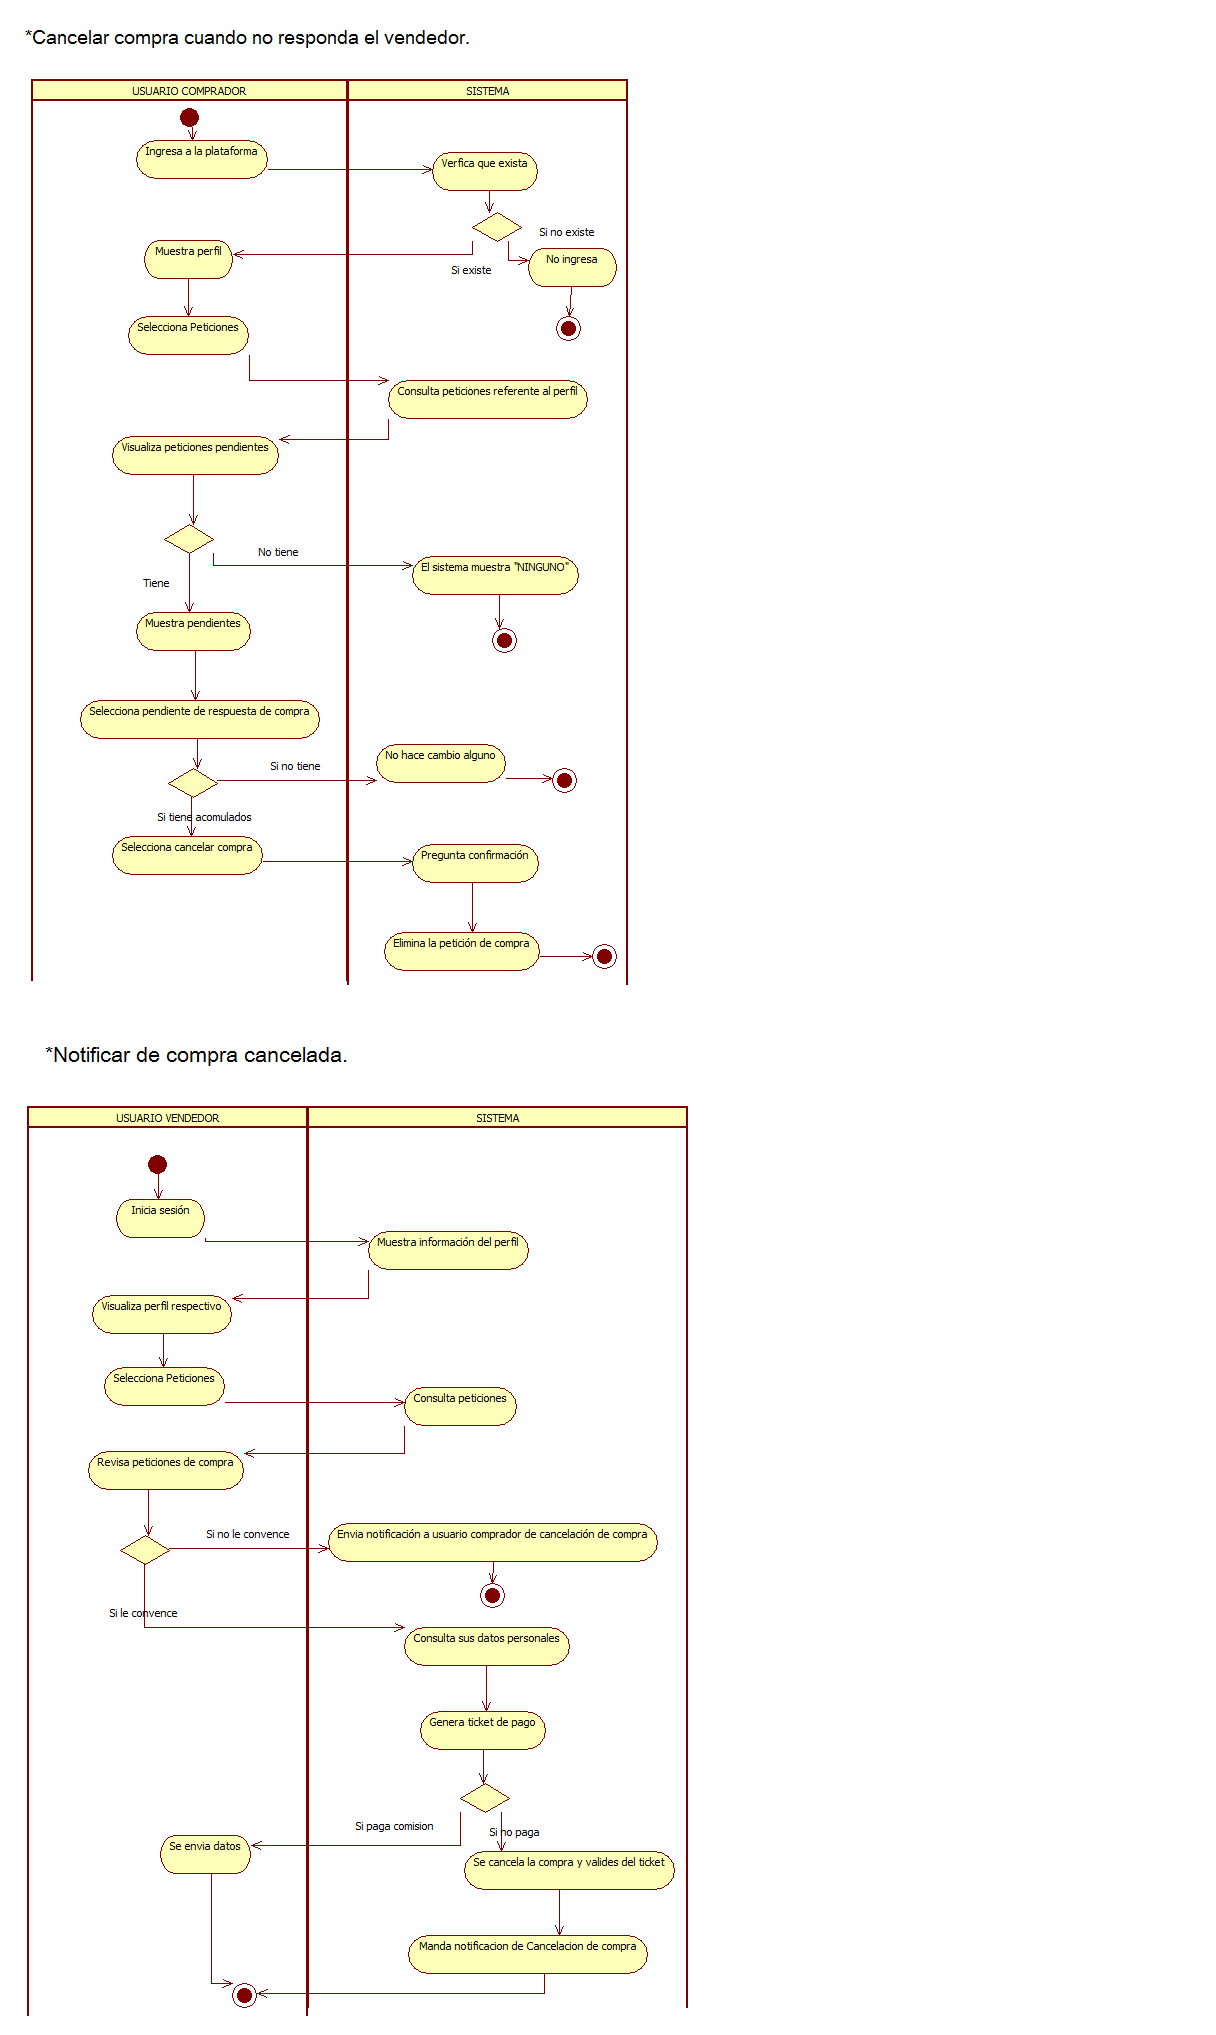 *Cancelar compra cuando no responda el vendedor.
USUARIO COMPRADOR
SISTEMA
Ingresa a la plataforma
Verfica que exista
Si no existe
Muestra perfil
No ingresa
Si existe
Selecciona Peticiones
Consulta peticiones referente al perfil
Visualiza peticiones pendientes
No tiene
El sistema muestra "NINGUNO"
Tiene
Muestra pendientes
Selecciona pendiente de respuesta de compra
No hace cambio alguno
Si no tiene
Si tiene acomulados
Selecciona cancelar compra
Pregunta confirmación
Elimina la petición de compra
*Notificar de compra cancelada.
USUARIO VENDEDOR
SISTEMA
Inicia sesión
Muestra información del perfil
Visualiza perfil respectivo
Selecciona Peticiones
Consulta peticiones
Revisa peticiones de compra
Si no le convence
Envia notificación a usuario comprador de cancelación de compra
Si le convence
Consulta sus datos personales
Genera ticket de pago
Si paga comision
Si no paga
Se envia datos
Se cancela la compra y valides del ticket
Manda notificacion de Cancelacion de compra